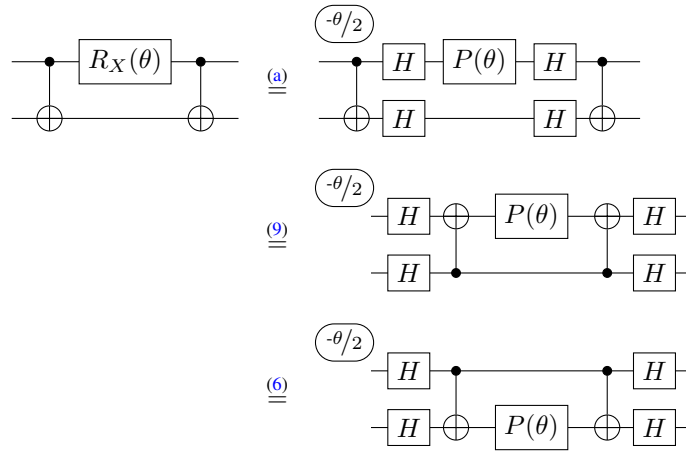 -θ/2
R_X(θ) (a) = H P(θ) H
H H
-θ/2
(9) = H P(θ) H
H H
-θ/2
(6) = H H
H P(θ) H